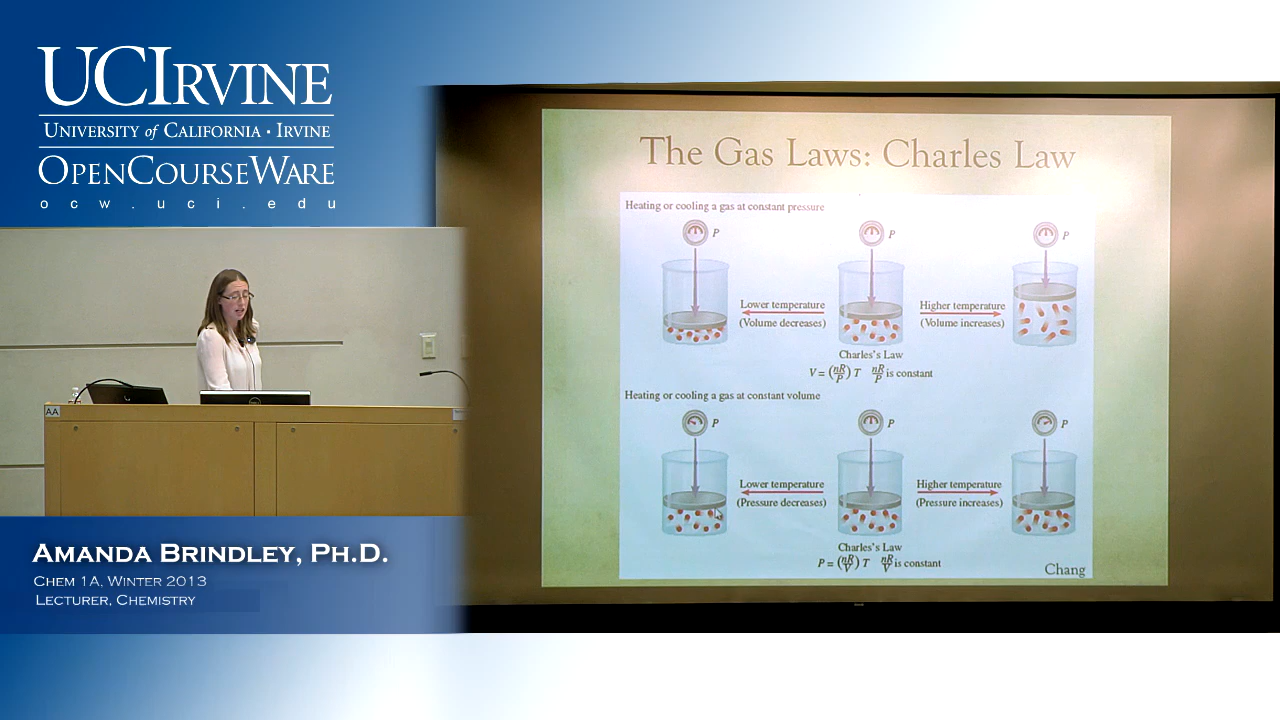 UCIRVINE
UNIVERSITY of CALIFORNIA · IRVINE
OPENCOURSEWARE
ocw.uci.edu
The Gas Laws: Charles Law
Heating or cooling a gas at constant pressure
P P P
Lower temperature
(Volume decreases)
Higher temperature
(Volume increases)
Charles's Law
V = (nR/P) T nR/P is constant
Heating or cooling a gas at constant volume
P P P
Lower temperature
(Pressure decreases)
Higher temperature
(Pressure increases)
Charles's Law
P = (nR/V) T nR/V is constant
Chang
AA
AMANDA BRINDLEY, PH.D.
CHEM 1A, WINTER 2013
LECTURER, CHEMISTRY